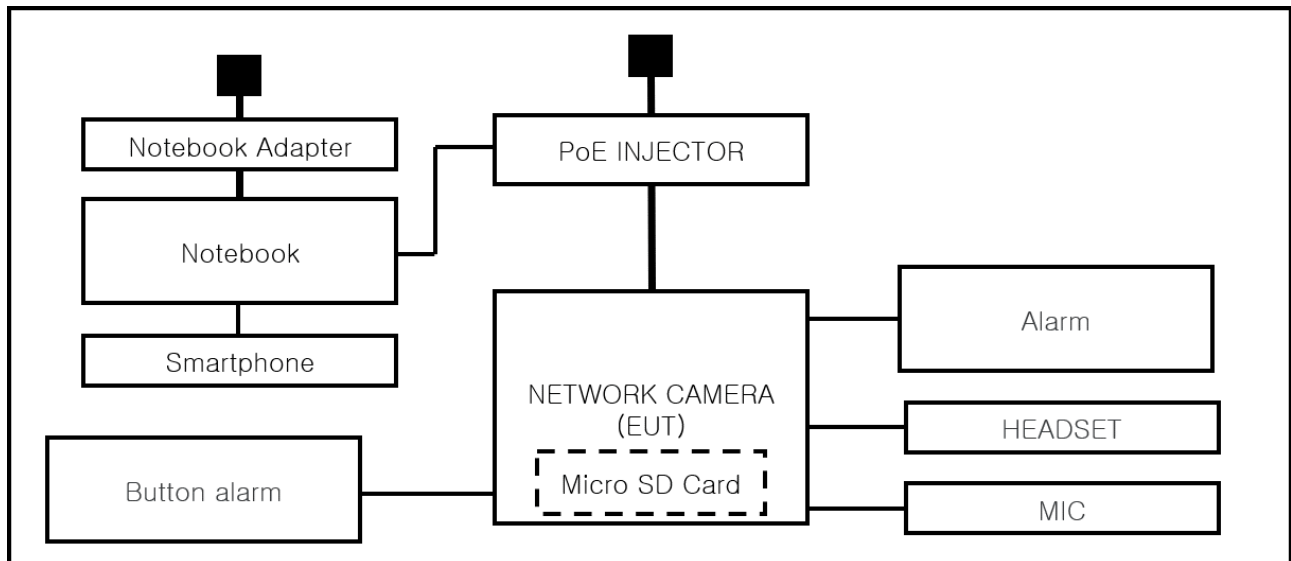 Notebook Adapter
PoE INJECTOR
Notebook
Smartphone
Alarm
NETWORK CAMERA
(EUT)
HEADSET
Micro SD Card
Button alarm
MIC